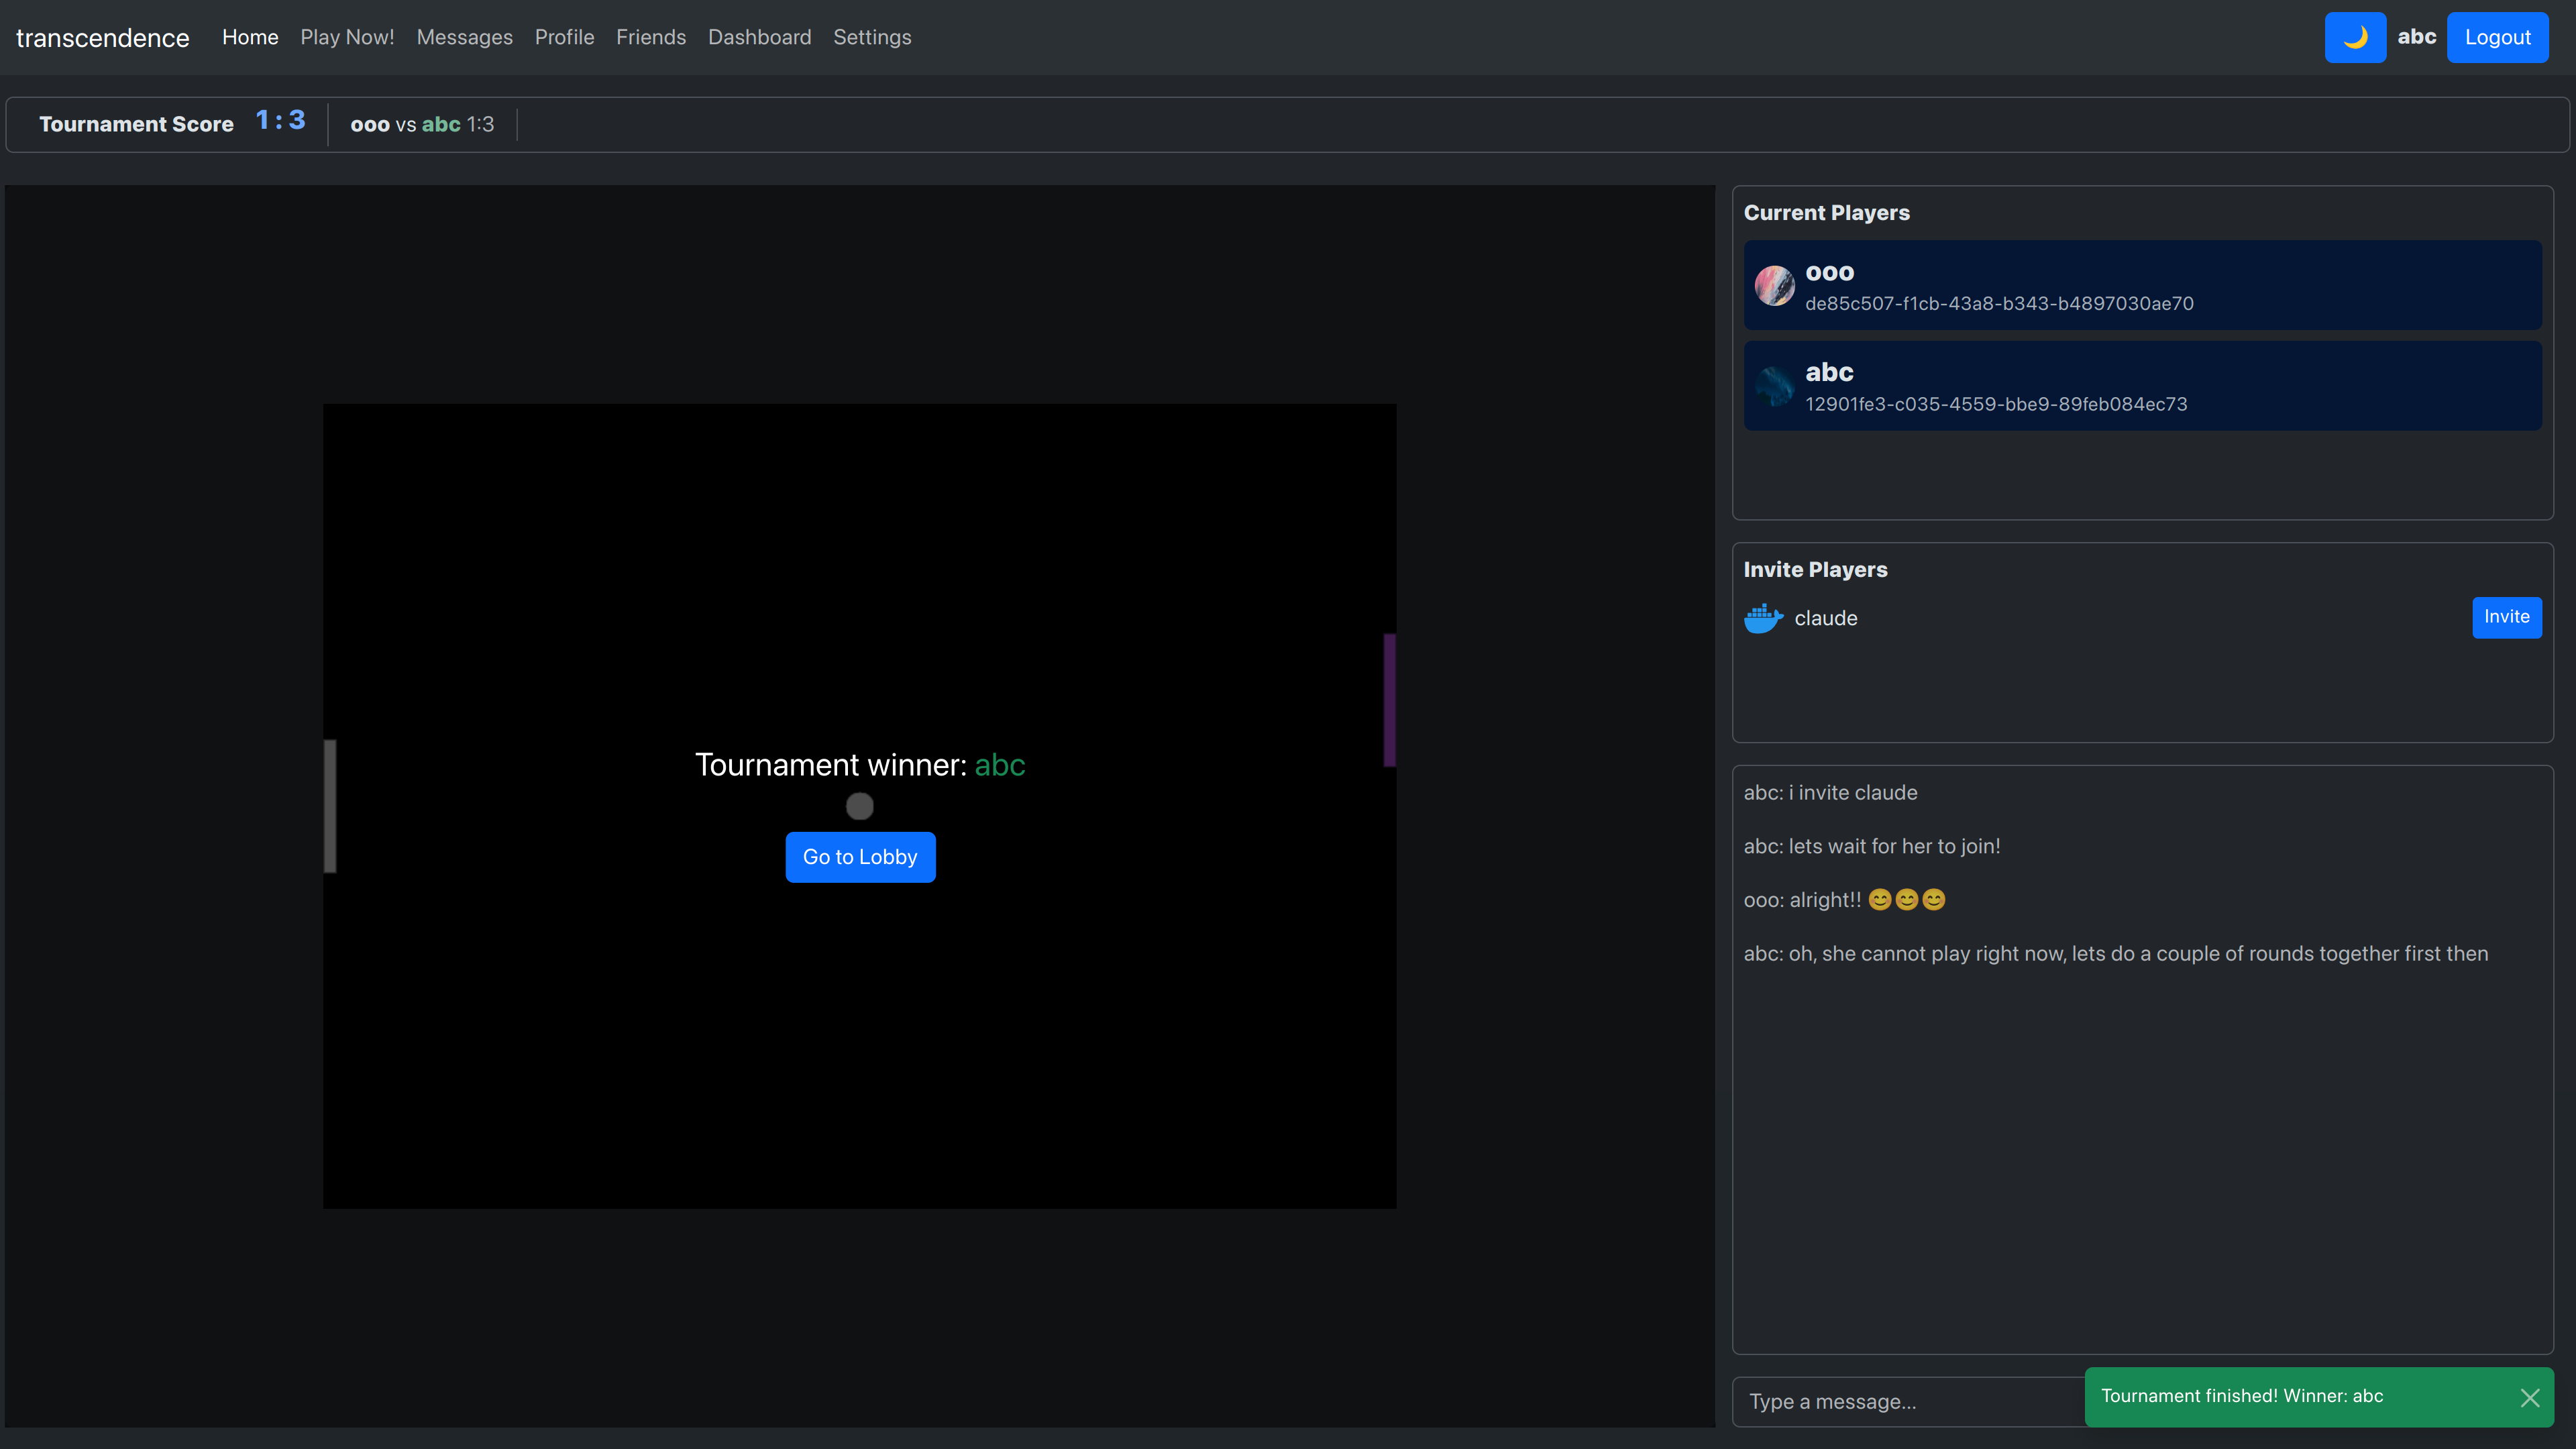 transcendence Home Play Now! Messages Profile Friends Dashboard Settings abc Logout
Tournament Score 1 : 3 ooo vs abc 1:3
Tournament winner: abc
Go to Lobby
Current Players
ooo
de85c507-f1cb-43a8-b343-b4897030ae70
abc
12901fe3-c035-4559-bbe9-89feb084ec73
Invite Players
claude Invite
abc: i invite claude
abc: lets wait for her to join!
ooo: alright!! 😊😊😊
abc: oh, she cannot play right now, lets do a couple of rounds together first then
Type a message...
Tournament finished! Winner: abc